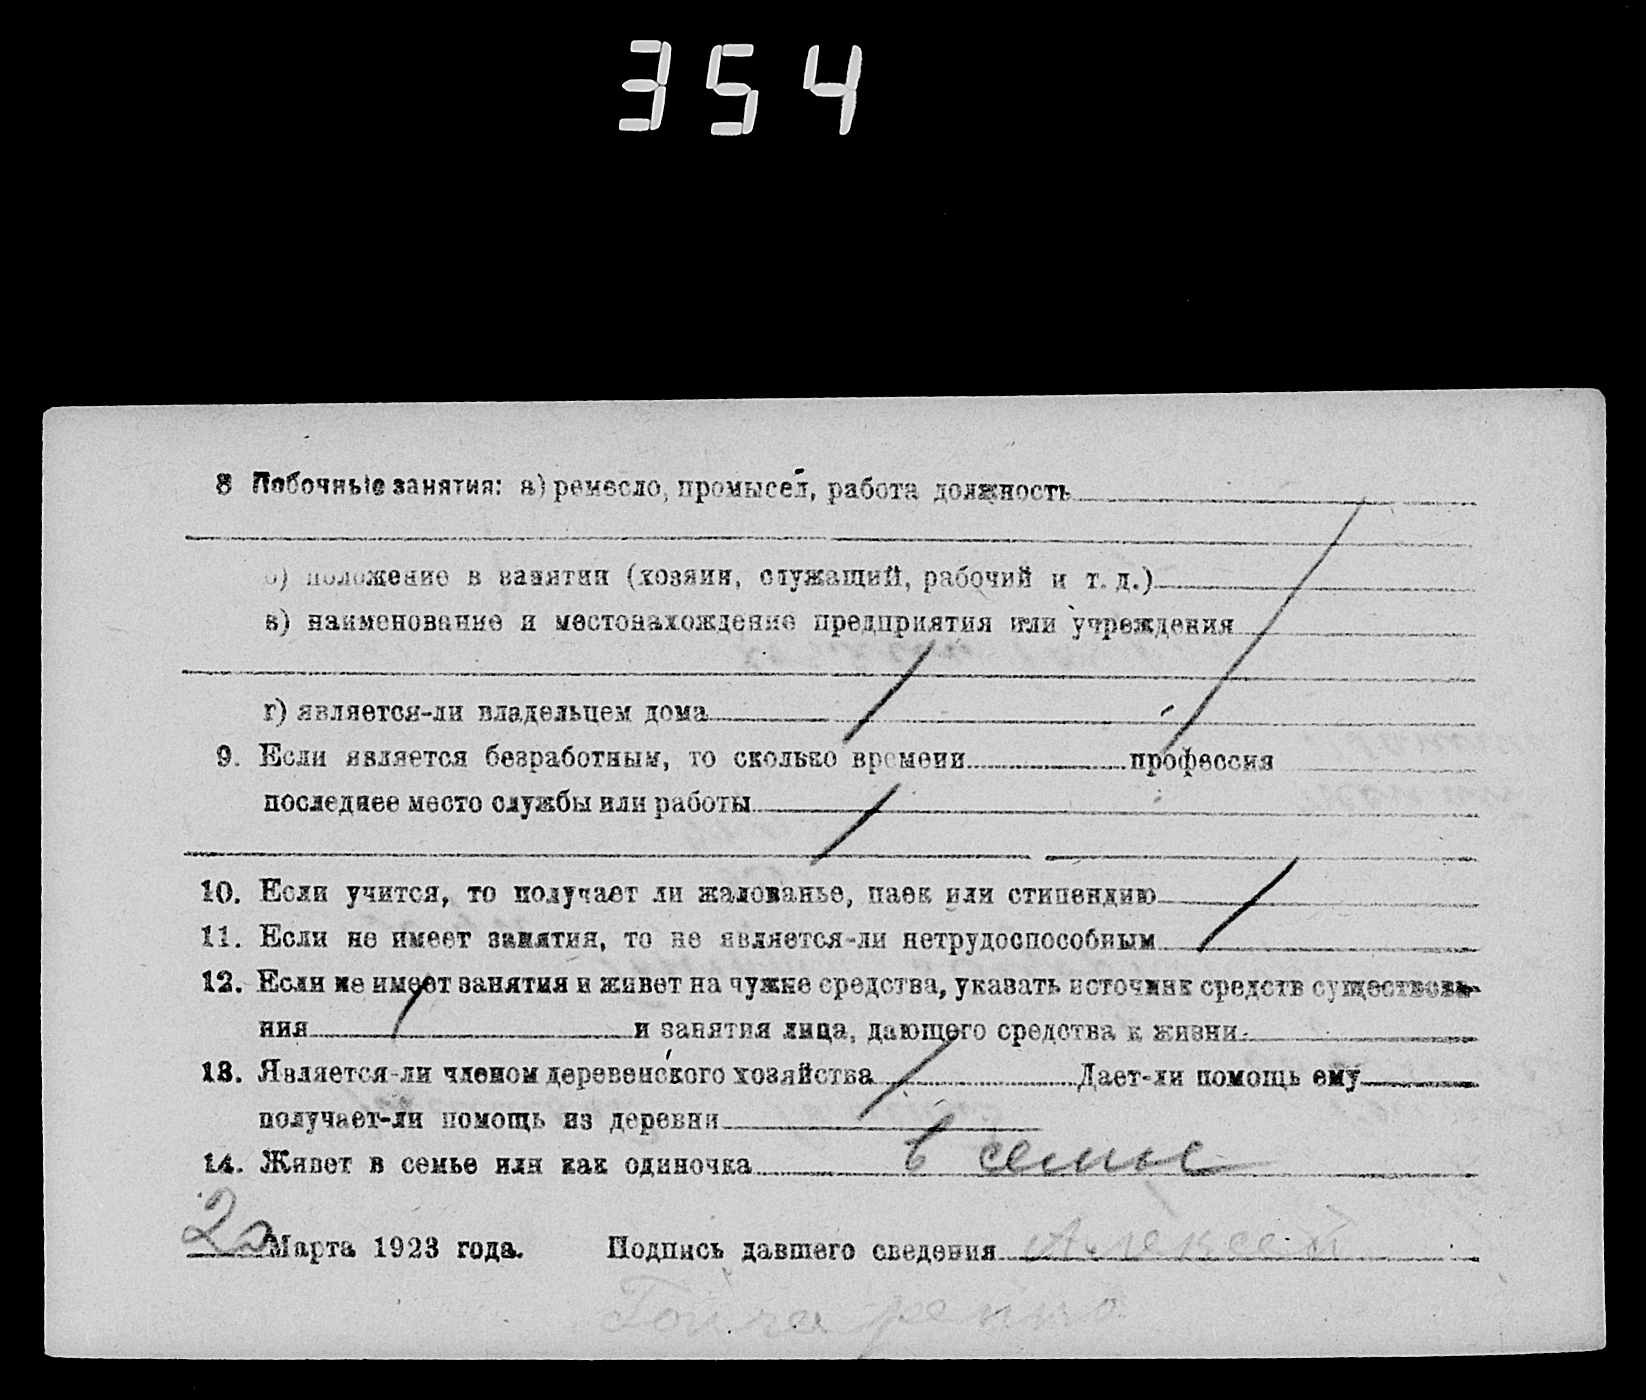 354
8 Побочные занятия: а) ремесло, промысел, работа должность
б) положение в занятии (хозяин, служащий, рабочий и т. д.)
в) наименование и местонахождение предприятия или учреждения
г) является-ли владельцем дома
9. Если является безработным, то сколько времени профессия
последнее место службы или работы
10. Если учится, то получает ли жалованье, паек или стипендию
11. Если не имеет занятия, то не является-ли нетрудоспособным
12. Если не имеет занятия и живет на чужие средства, указать источник средств существова-
ния и занятия лица, дающего средства к жизни
13. Является-ли членом деревенского хозяйства Дает-ли помощь ему
получает-ли помощь из деревни
14. Живет в семье или как одиночка в семье
Марта 1923 года. Подпись давшего сведения Алексей